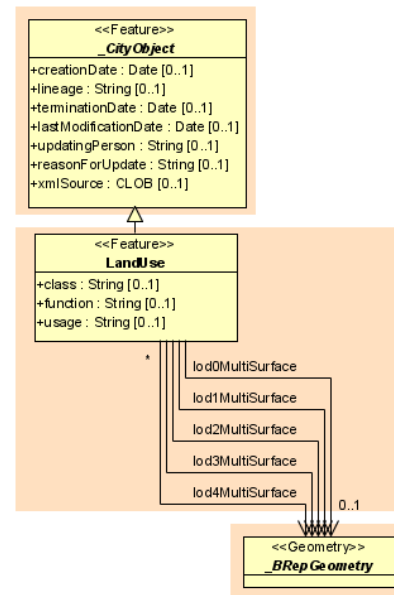 <<Feature>>
_CityObject
+creationDate : Date [0..1]
+lineage : String [0..1]
+terminationDate : Date [0..1]
+lastModificationDate : Date [0..1]
+updatingPerson : String [0..1]
+reasonForUpdate : String [0..1]
+xmlSource : CLOB [0..1]
<<Feature>>
LandUse
+class : String [0..1]
+function : String [0..1]
+usage : String [0..1]
*
lod0MultiSurface
lod1MultiSurface
lod2MultiSurface
lod3MultiSurface
lod4MultiSurface
0..1
<<Geometry>>
_BRepGeometry